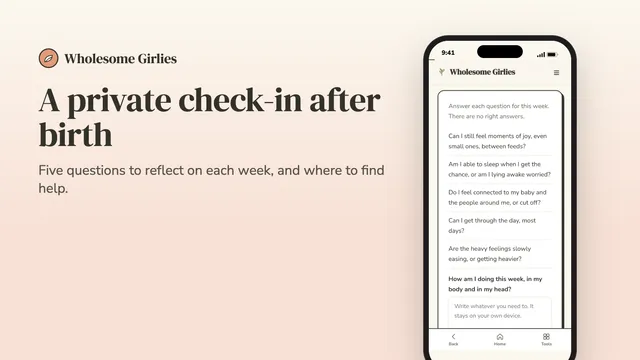 Wholesome Girlies
A private check-in after
birth
Five questions to reflect on each week, and where to find
help.
9:41
Wholesome Girlies
Answer each question for this week.
There are no right answers.
Can I still feel moments of joy, even
small ones, between feeds?
Am I able to sleep when I get the
chance, or am I lying awake worried?
Do I feel connected to my baby and
the people around me, or cut off?
Can I get through the day, most
days?
Are the heavy feelings slowly
easing, or getting heavier?
How am I doing this week, in my
body and in my head?
Write whatever you need to. It
stays on your own device.
Back
Home
Tools